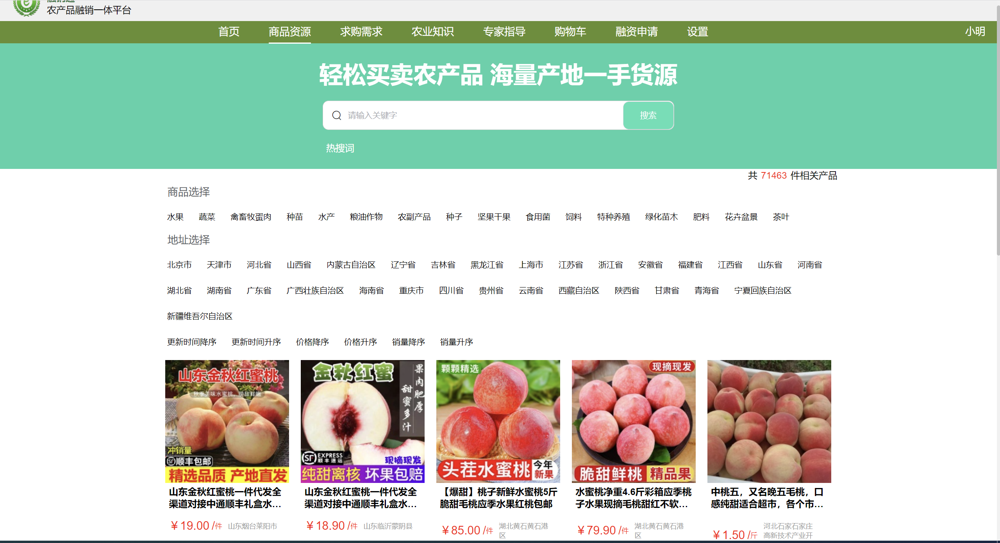 农产品融销一体平台
首页 商品资源 求购需求 农业知识 专家指导 购物车 融资申请 设置 小明
轻松买卖农产品 海量产地一手货源
请输入关键字 搜索
热搜词
共 71463 件相关产品
商品选择
水果 蔬菜 禽畜牧蛋肉 种苗 水产 粮油作物 农副产品 种子 坚果干果 食用菌 饲料 特种养殖 绿化苗木 肥料 花卉盆景 茶叶
地址选择
北京市 天津市 河北省 山西省 内蒙古自治区 辽宁省 吉林省 黑龙江省 上海市 江苏省 浙江省 安徽省 福建省 江西省 山东省 河南省
湖北省 湖南省 广东省 广西壮族自治区 海南省 重庆市 四川省 贵州省 云南省 西藏自治区 陕西省 甘肃省 青海省 宁夏回族自治区
新疆维吾尔自治区
更新时间降序 更新时间升序 价格降序 价格升序 销量降序 销量升序
山东金秋红蜜桃
秋季美味水蜜桃，脆甜鲜嫩
冲销量
SF顺丰包邮
精选品质 产地直发
山东金秋红蜜桃一件代发全
渠道对接中通顺丰礼盒水...
¥ 19.00 /件 山东烟台莱阳市
金秋红蜜
果肉肥厚
甜蜜多汁
SF EXPRESS
顺丰速运
现摘现发
纯甜离核 坏果包赔
山东金秋红蜜桃一件代发全
渠道对接中通顺丰礼盒水...
¥ 18.90 /件 山东临沂蒙阴县
颗颗精选
头茬水蜜桃 今年
新果
【爆甜】桃子新鲜水蜜桃5斤
脆甜毛桃应季水果红桃包邮
¥ 85.00 /件 湖北黄石黄石港
区
现摘现发
脆甜鲜桃 精品果
水蜜桃净重4.6斤彩箱应季桃
子水果现摘毛桃甜红不软...
¥ 79.90 /件 湖北黄石黄石港
区
中桃五，又名晚五毛桃，口
感纯甜适合超市，各个市...
¥ 1.50 /斤 河北石家石家庄
高新技术产业开